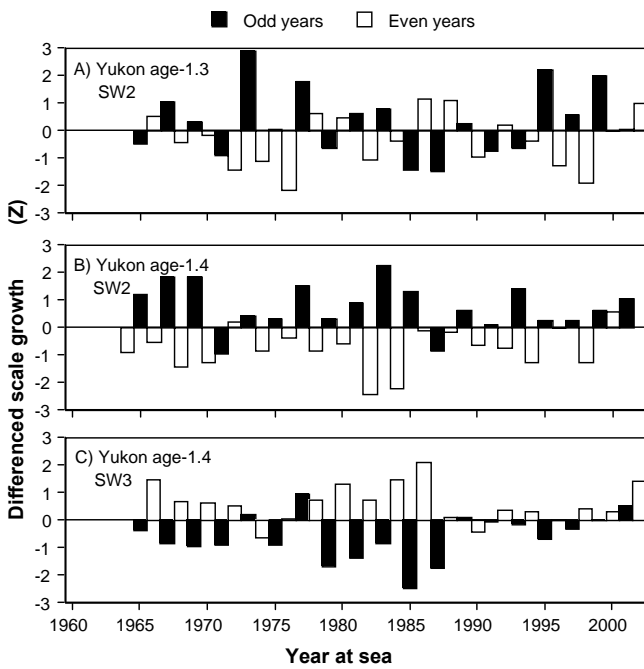 Odd years Even years
3
A) Yukon age-1.3
2
SW2
1
0
-1
-2
-3
3
B) Yukon age-1.4
2
SW2
1
0
-1
-2
-3
3
C) Yukon age-1.4
2
SW3
1
0
-1
-2
-3
1960 1965 1970 1975 1980 1985 1990 1995 2000
Year at sea
Differenced scale growth (Z)